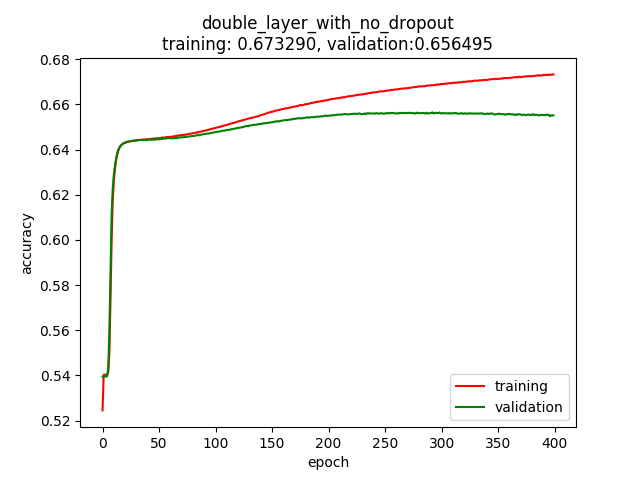 double_layer_with_no_dropout
training: 0.673290, validation:0.656495
0.68
0.66
0.64
0.62
0.60
0.58
0.56
0.54
0.52
accuracy
training
validation
0 50 100 150 200 250 300 350 400
epoch